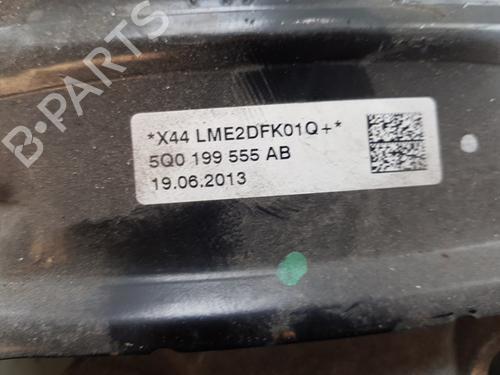 B-PARTS
*X44 LME2DFK01Q+*
5Q0 199 555 AB
19.06.2013